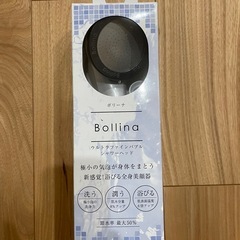 ボリーナ
Bollina
ウルトラファインバブル
シャワーヘッド
極小の気泡が身体をまとう
新感覚！浴びる全身美顔器
洗う
潤う
浴びる
節水率 最大50%